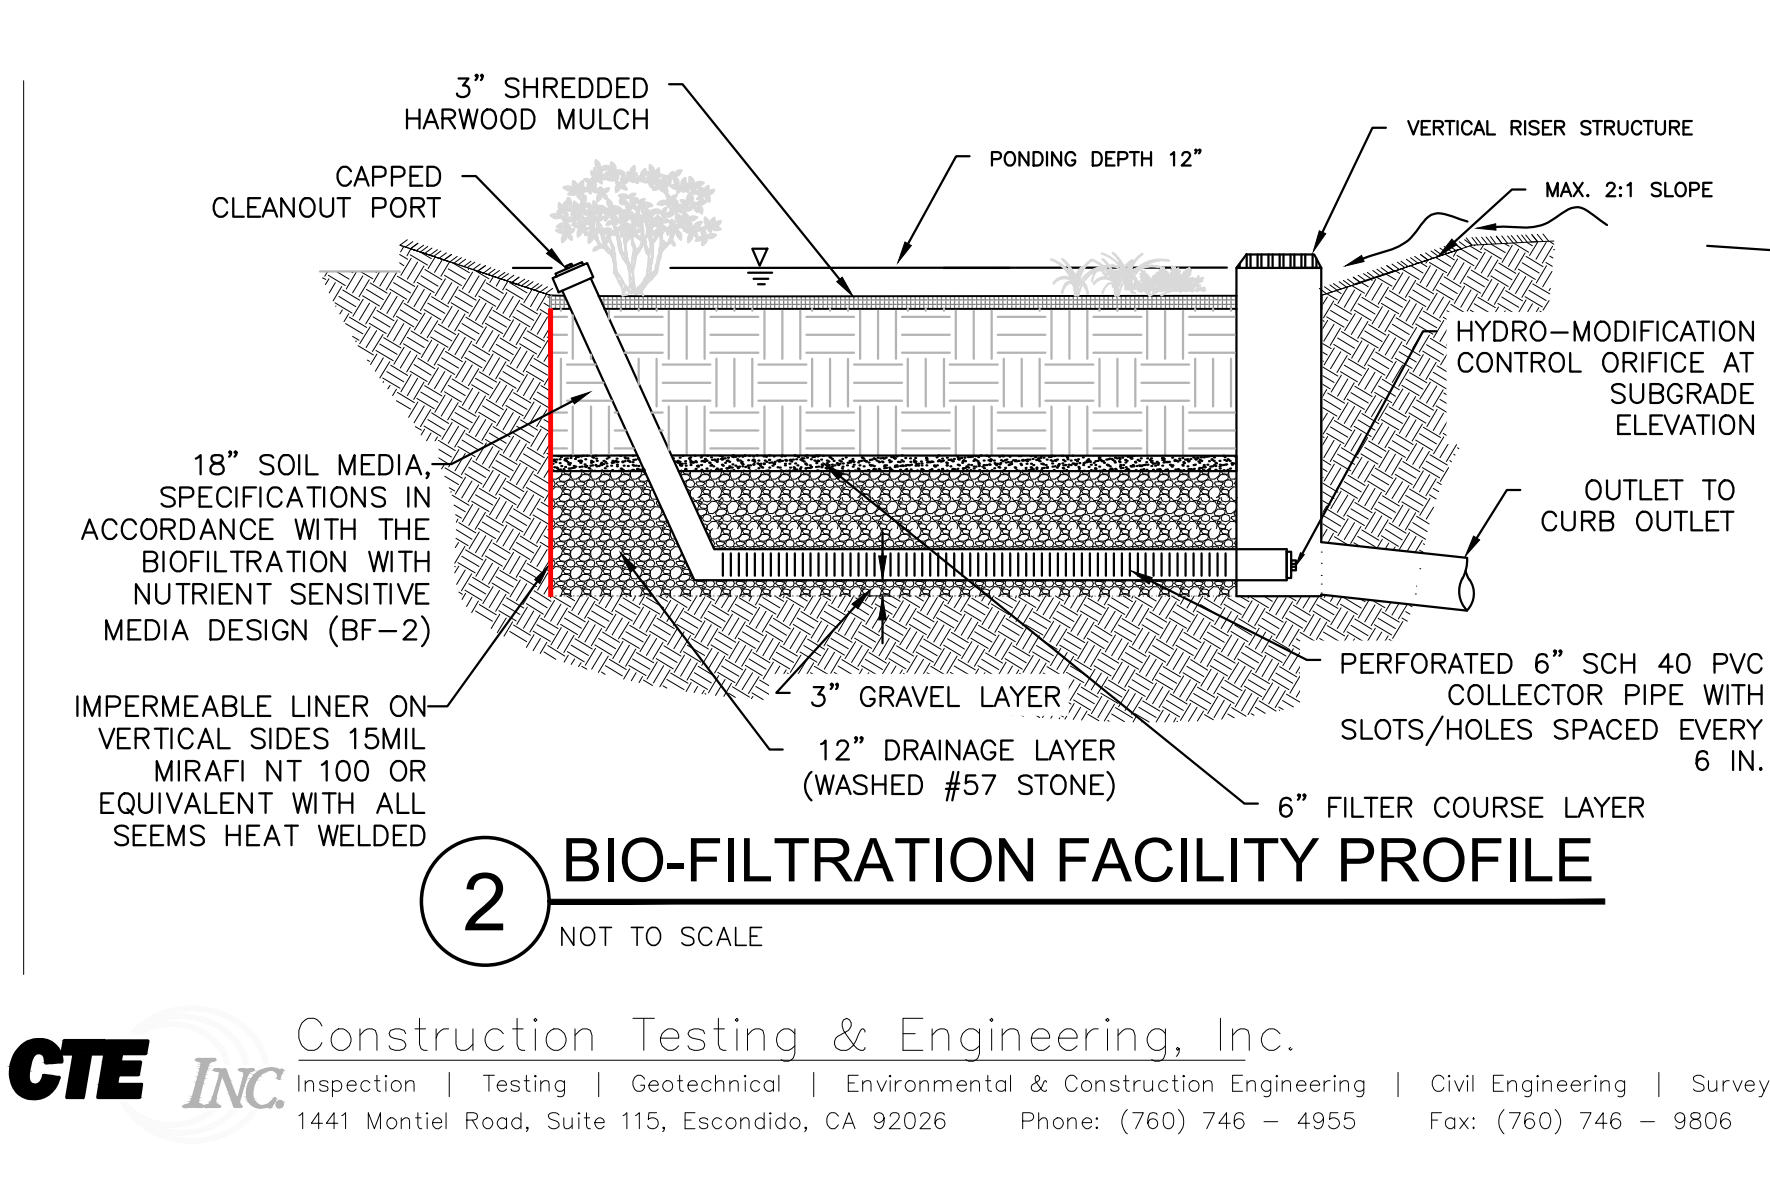 3” SHREDDED
HARWOOD MULCH
CAPPED
CLEANOUT PORT
PONDING DEPTH 12”
VERTICAL RISER STRUCTURE
MAX. 2:1 SLOPE
HYDRO–MODIFICATION
CONTROL ORIFICE AT
SUBGRADE
ELEVATION
18” SOIL MEDIA,
SPECIFICATIONS IN
ACCORDANCE WITH THE
BIOFILTRATION WITH
NUTRIENT SENSITIVE
MEDIA DESIGN (BF–2)
OUTLET TO
CURB OUTLET
IMPERMEABLE LINER ON
VERTICAL SIDES 15MIL
MIRAFI NT 100 OR
EQUIVALENT WITH ALL
SEEMS HEAT WELDED
3” GRAVEL LAYER
12” DRAINAGE LAYER
(WASHED #57 STONE)
PERFORATED 6” SCH 40 PVC
COLLECTOR PIPE WITH
SLOTS/HOLES SPACED EVERY
6 IN.
6” FILTER COURSE LAYER
2
BIO-FILTRATION FACILITY PROFILE
NOT TO SCALE
CTE INC.
Construction Testing & Engineering, Inc.
Inspection | Testing | Geotechnical | Environmental & Construction Engineering | Civil Engineering | Survey
1441 Montiel Road, Suite 115, Escondido, CA 92026 Phone: (760) 746 – 4955 Fax: (760) 746 – 9806